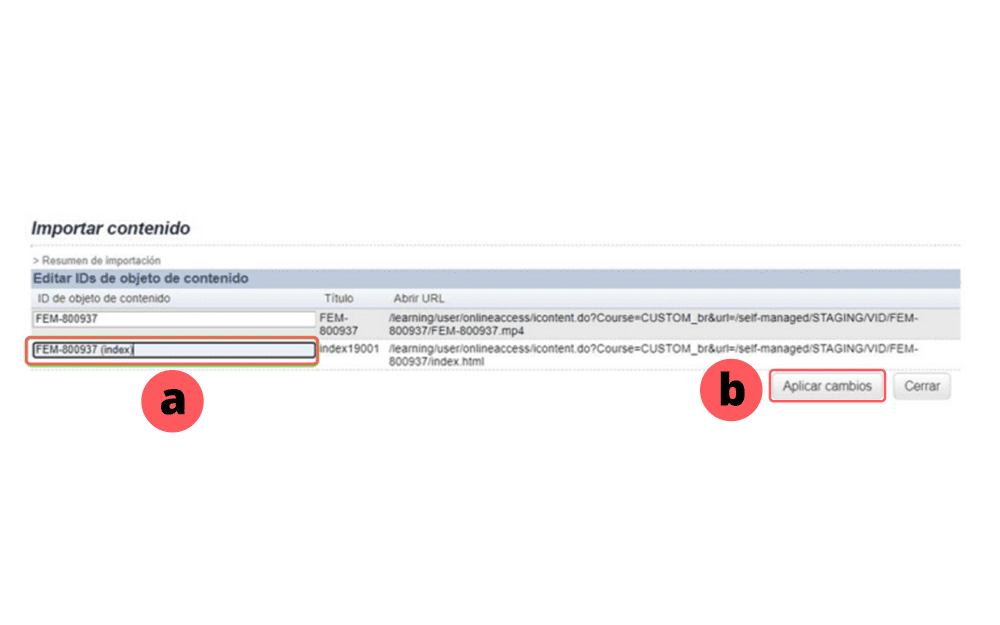 Importar contenido
> Resumen de importación
Editar IDs de objeto de contenido
ID de objeto de contenido Título Abrir URL
FEM-800937 FEM- /learning/user/onlineaccess/icontent.do?Course=CUSTOM_br&url=/self-managed/STAGING/VID/FEM-
800937 800937/FEM-800937.mp4
FEM-800937 (index) index19001 /learning/user/onlineaccess/icontent.do?Course=CUSTOM_br&url=/self-managed/STAGING/VID/FEM-
800937/index.html
a b Aplicar cambios Cerrar